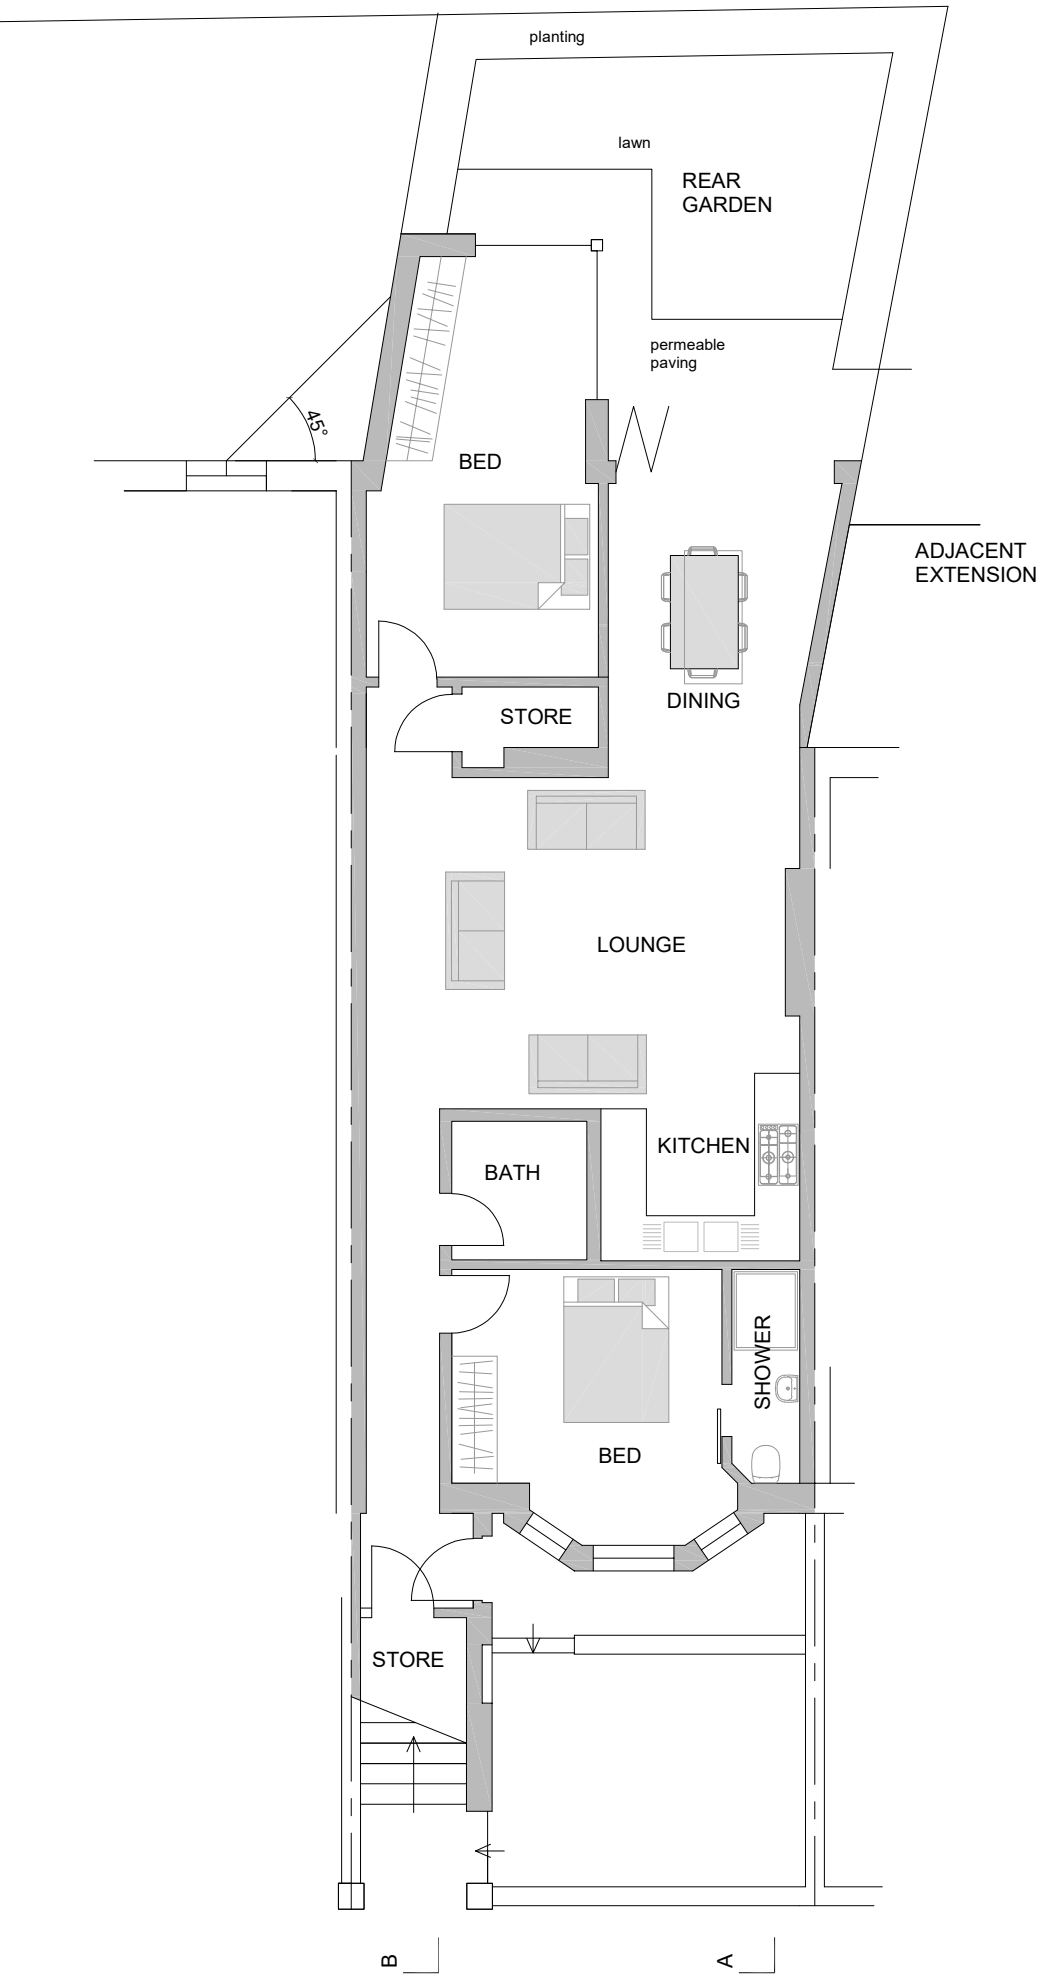 planting
lawn
REAR
GARDEN
permeable
paving
45°
BED
ADJACENT
EXTENSION
DINING
STORE
LOUNGE
KITCHEN
BATH
SHOWER
BED
STORE
B
A